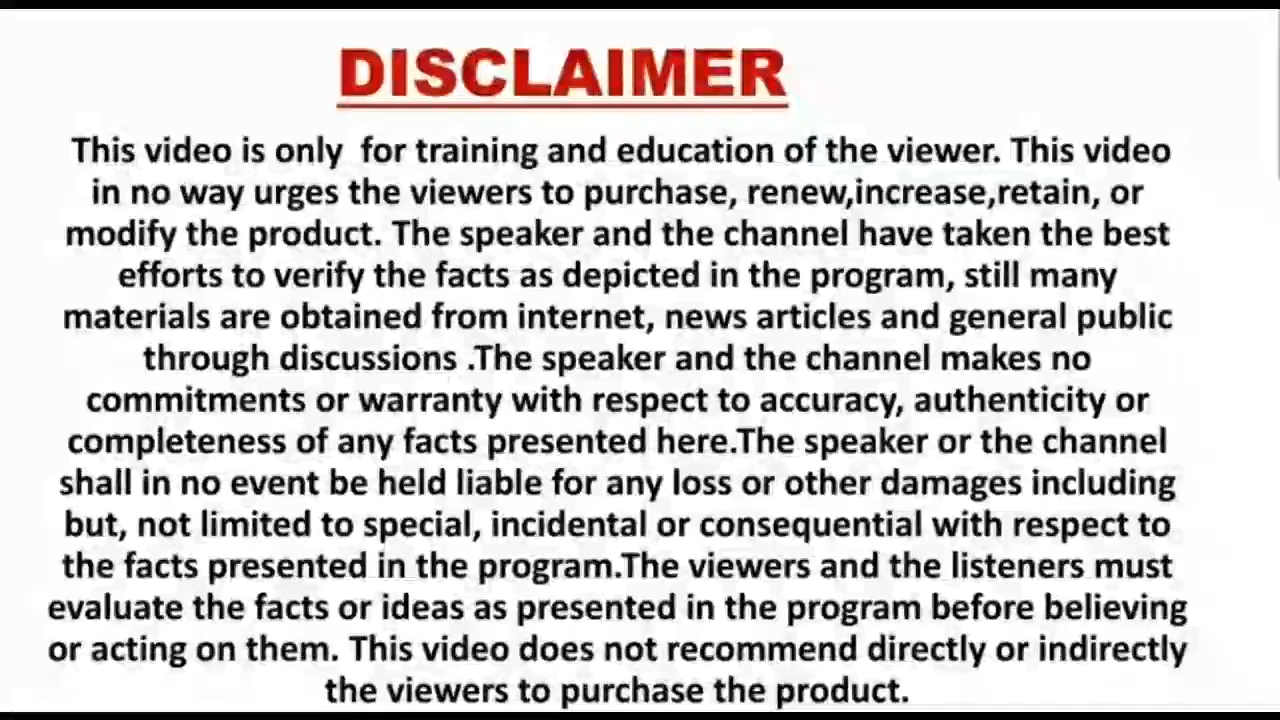 DISCLAIMER
This video is only  for training and education of the viewer. This video
in no way urges the viewers to purchase, renew,increase,retain, or
modify the product. The speaker and the channel have taken the best
efforts to verify the facts as depicted in the program, still many
materials are obtained from internet, news articles and general public
through discussions .The speaker and the channel makes no
commitments or warranty with respect to accuracy, authenticity or
completeness of any facts presented here.The speaker or the channel
shall in no event be held liable for any loss or other damages including
but, not limited to special, incidental or consequential with respect to
the facts presented in the program.The viewers and the listeners must
evaluate the facts or ideas as presented in the program before believing
or acting on them. This video does not recommend directly or indirectly
the viewers to purchase the product.